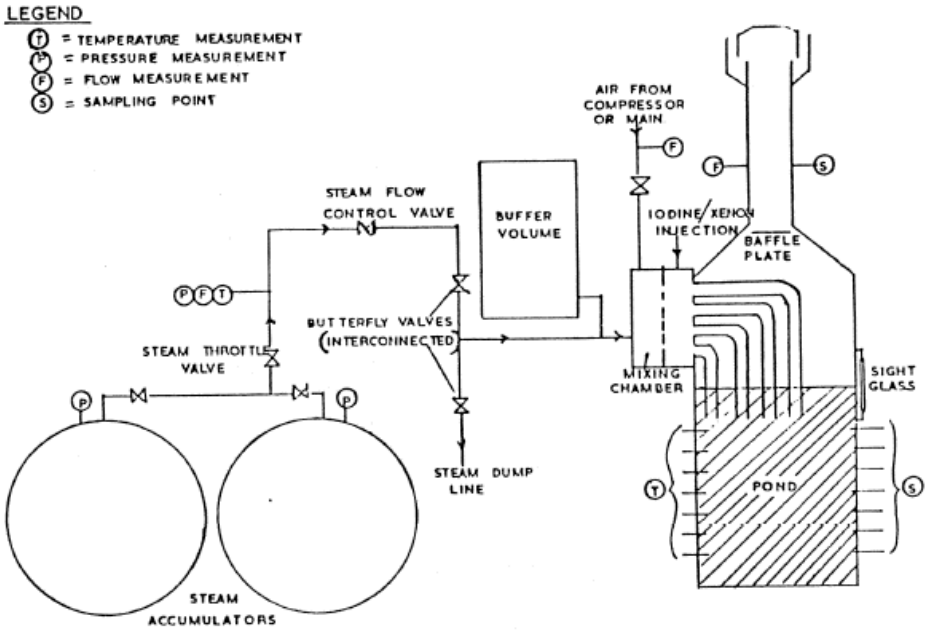 LEGEND
T = TEMPERATURE MEASUREMENT
P = PRESSURE MEASUREMENT
F = FLOW MEASUREMENT
S = SAMPLING POINT
AIR FROM
COMPRESSOR
OR MAIN.
F
F
S
STEAM FLOW
CONTROL VALVE
BUFFER
VOLUME
IODINE/XENON
INJECTION
BAFFLE
PLATE
P F T
BUTTERFLY VALVES
(INTERCONNECTED)
STEAM THROTTLE
VALVE
MIXING
CHAMBER
SIGHT
GLASS
P
P
STEAM DUMP
LINE
T
POND
S
STEAM
ACCUMULATORS